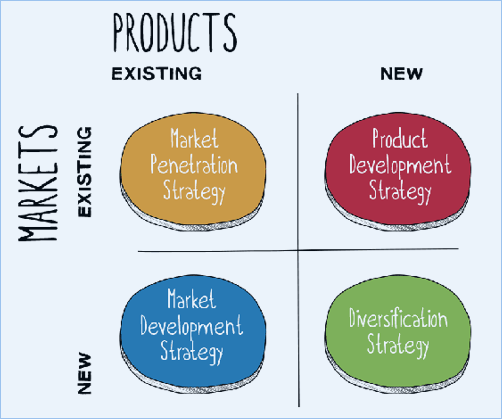 PRODUCTS
EXISTING
NEW
MARKETS
EXISTING
NEW
Market
Penetration
Strategy
Product
Development
Strategy
Market
Development
Strategy
Diversification
Strategy